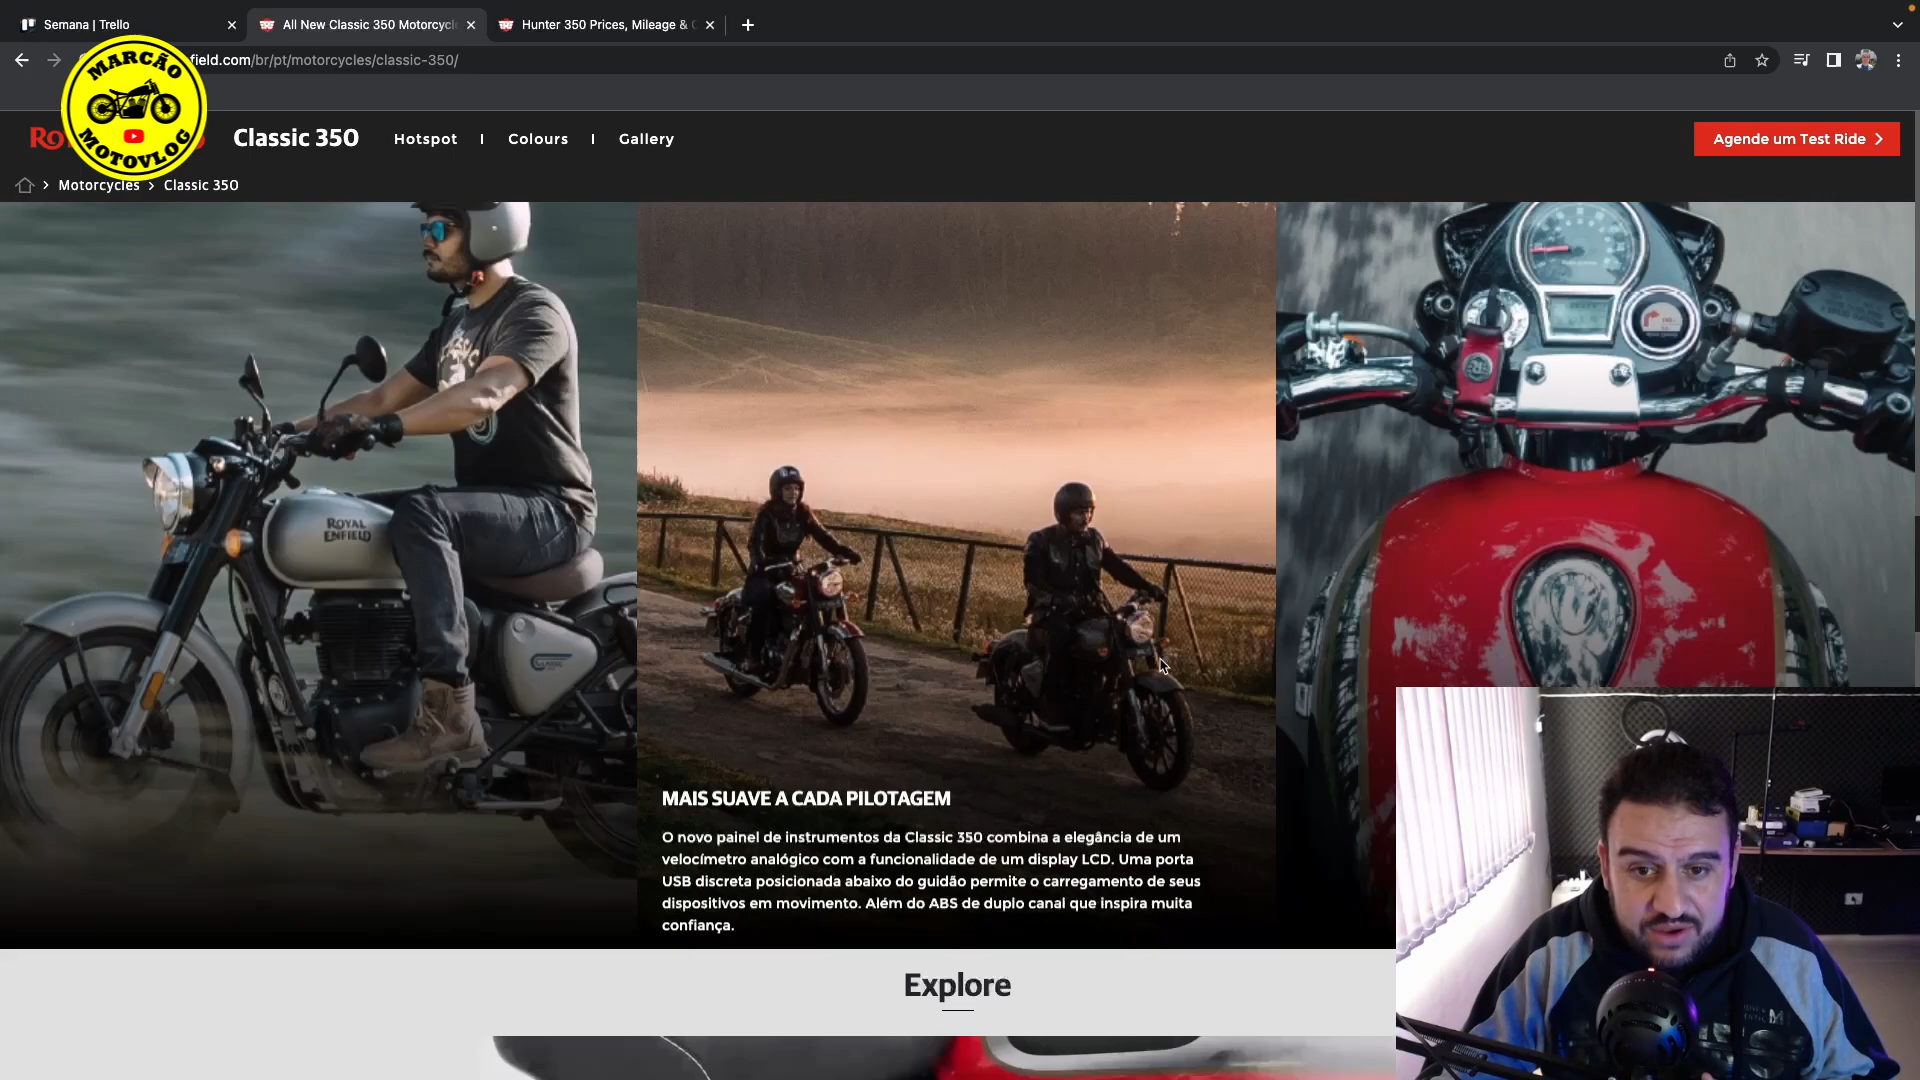 Semana | Trello
All New Classic 350 Motorcycl
Hunter 350 Prices, Mileage & C
field.com/br/pt/motorcycles/classic-350/
MARCÃO
MOTOVLOG
Classic 350
Hotspot
Colours
Gallery
Agende um Test Ride
Motorcycles > Classic 350
ROYAL
ENFIELD
MAIS SUAVE A CADA PILOTAGEM
O novo painel de instrumentos da Classic 350 combina a elegância de um
velocímetro analógico com a funcionalidade de um display LCD. Uma porta
USB discreta posicionada abaixo do guidão permite o carregamento de seus
dispositivos em movimento. Além do ABS de duplo canal que inspira muita
confiança.
Explore